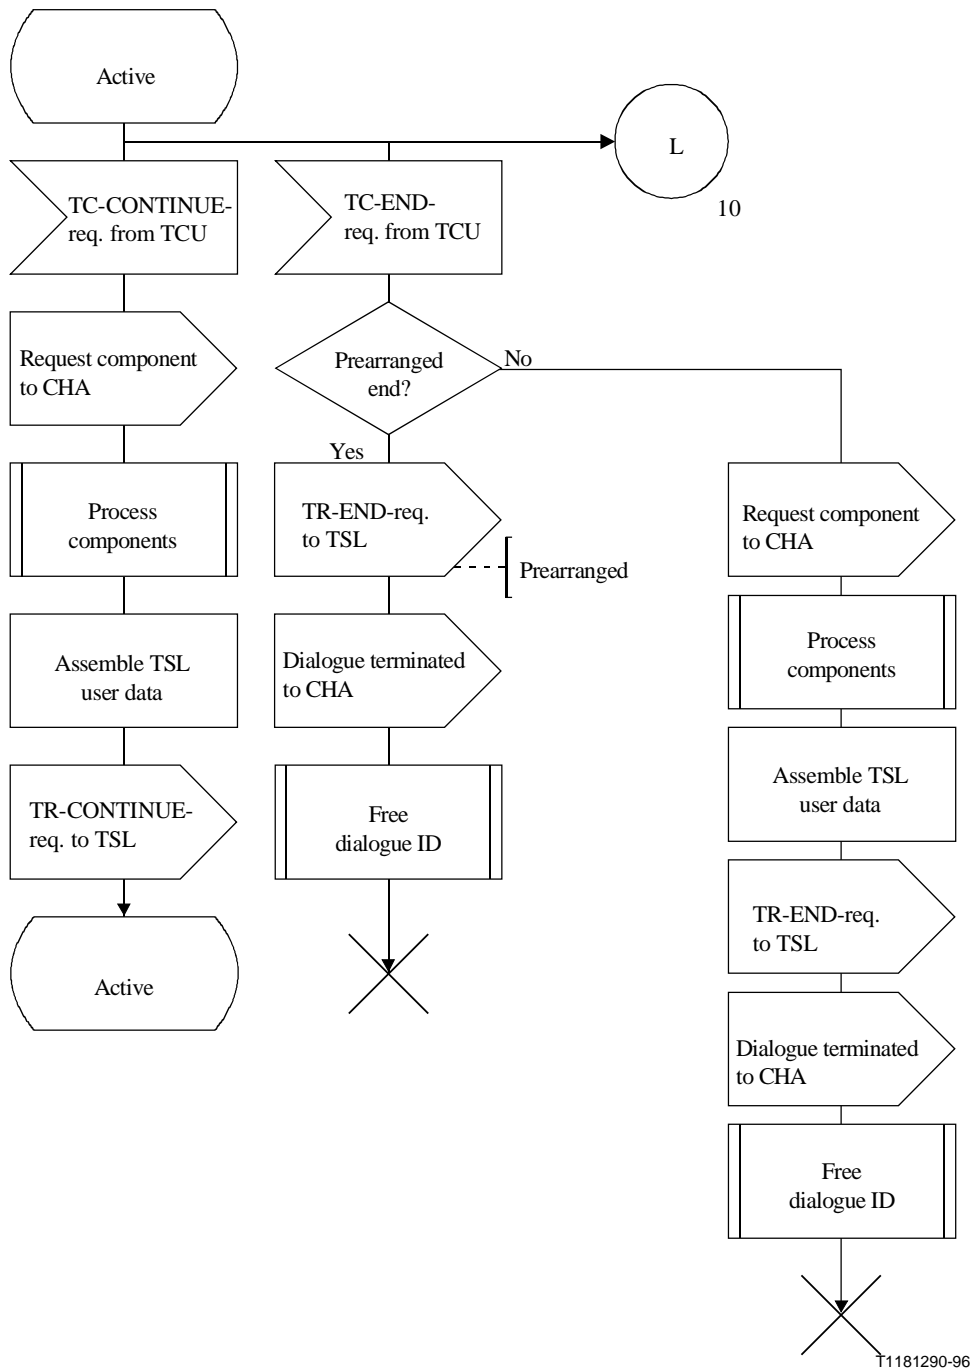 Active
L
10
TC-CONTINUE-
req. from TCU
TC-END-
req. from TCU
Request component
to CHA
Prearranged
end?
No
Yes
Process
components
TR-END-req.
to TSL
Prearranged
Request component
to CHA
Assemble TSL
user data
Dialogue terminated
to CHA
Process
components
TR-CONTINUE-
req. to TSL
Free
dialogue ID
Assemble TSL
user data
Active
TR-END-req.
to TSL
Dialogue terminated
to CHA
Free
dialogue ID
T1181290-96